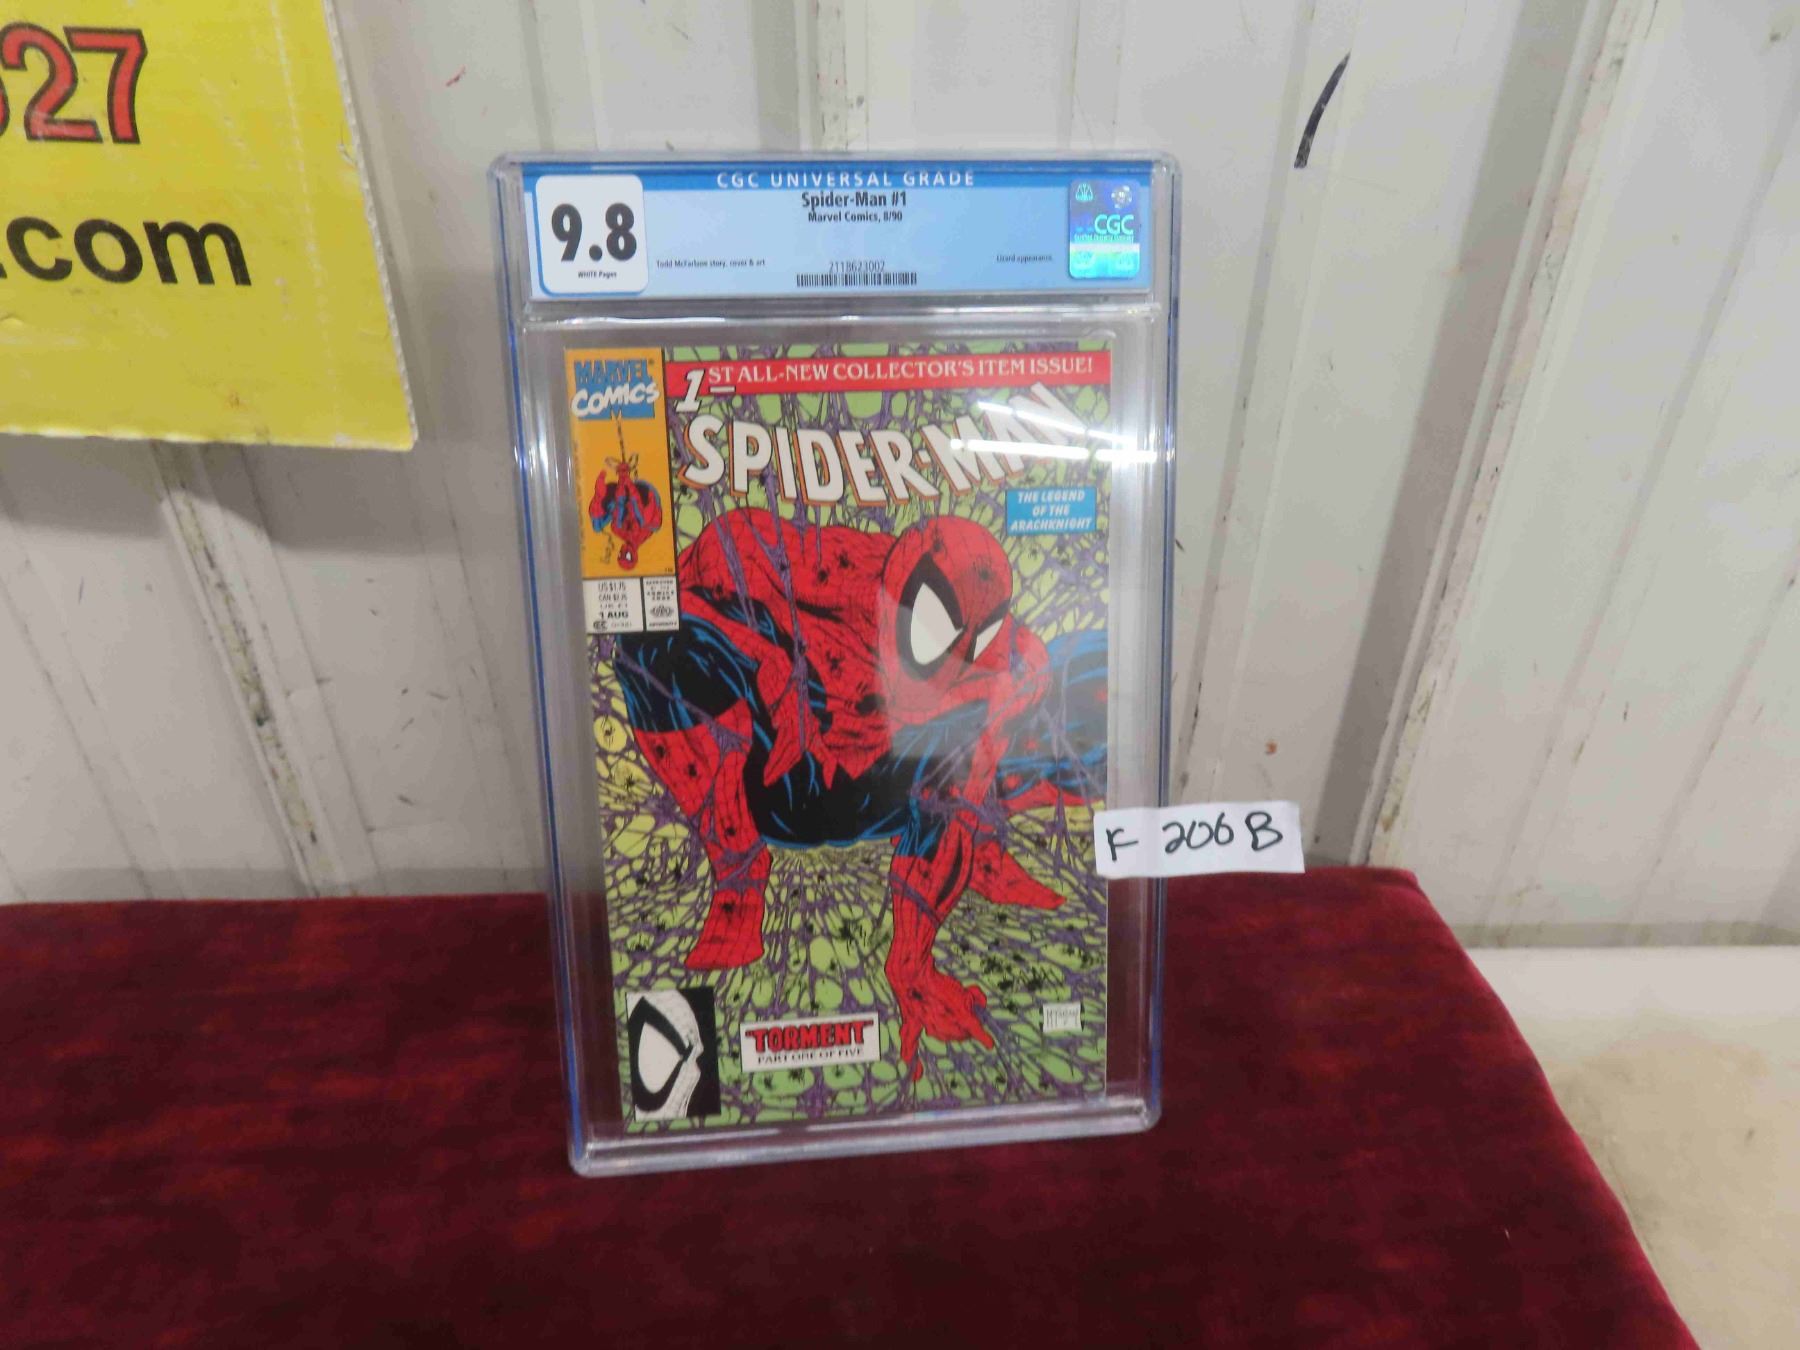 27
.com
CGC UNIVERSAL GRADE
9.8
WHITE Pages
Spider-Man #1
Marvel Comics, 8/90
Todd McFarlane story, cover & art
2118623002
Lizard appearance.
CGC
MARVEL
COMICS
1ST ALL-NEW COLLECTOR'S ITEM ISSUE!
SPIDER-MAN
THE LEGEND
OF THE
ARACHKNIGHT
US $1.75
1 AUG
"TORMENT"
PART ONE OF FIVE
F 206 B